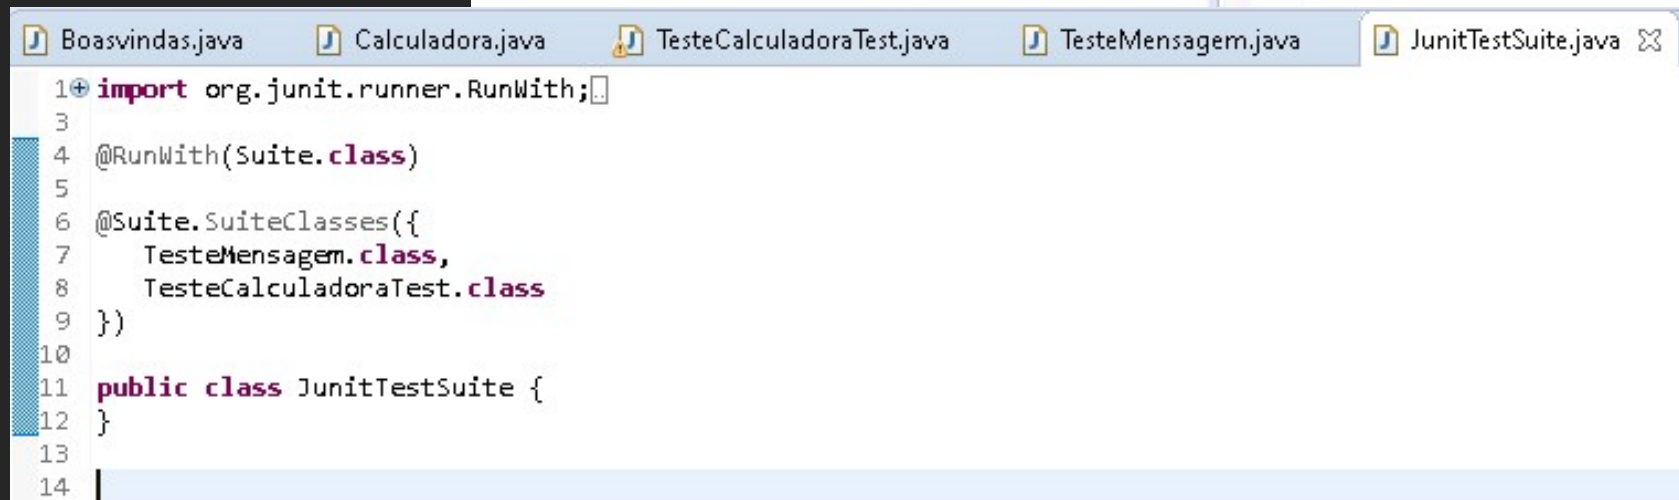 Boasvindas.java Calculadora.java TesteCalculadoraTest.java TesteMensagem.java JunitTestSuite.java
1 import org.junit.runner.RunWith;
3
4 @RunWith(Suite.class)
5
6 @Suite.SuiteClasses({
7 TesteMensagem.class,
8 TesteCalculadoraTest.class
9 })
10
11 public class JunitTestSuite {
12 }
13
14